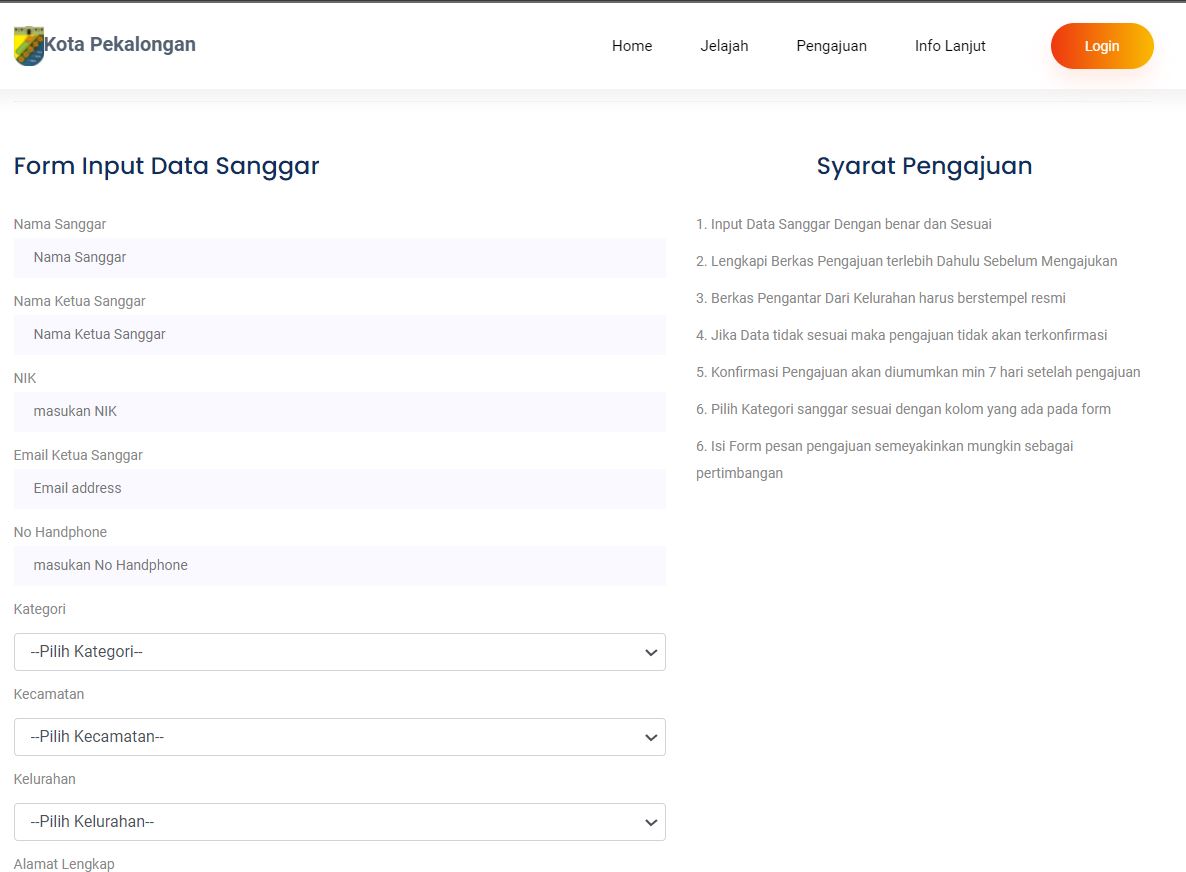 Kota Pekalongan
Home
Jelajah
Pengajuan
Info Lanjut
Login
Form Input Data Sanggar
Nama Sanggar
Nama Sanggar
Nama Ketua Sanggar
Nama Ketua Sanggar
NIK
masukan NIK
Email Ketua Sanggar
Email address
No Handphone
masukan No Handphone
Kategori
--Pilih Kategori--
Kecamatan
--Pilih Kecamatan--
Kelurahan
--Pilih Kelurahan--
Alamat Lengkap
Syarat Pengajuan
1. Input Data Sanggar Dengan benar dan Sesuai
2. Lengkapi Berkas Pengajuan terlebih Dahulu Sebelum Mengajukan
3. Berkas Pengantar Dari Kelurahan harus berstempel resmi
4. Jika Data tidak sesuai maka pengajuan tidak akan terkonfirmasi
5. Konfirmasi Pengajuan akan diumumkan min 7 hari setelah pengajuan
6. Pilih Kategori sanggar sesuai dengan kolom yang ada pada form
6. Isi Form pesan pengajuan semeyakinkan mungkin sebagai
pertimbangan